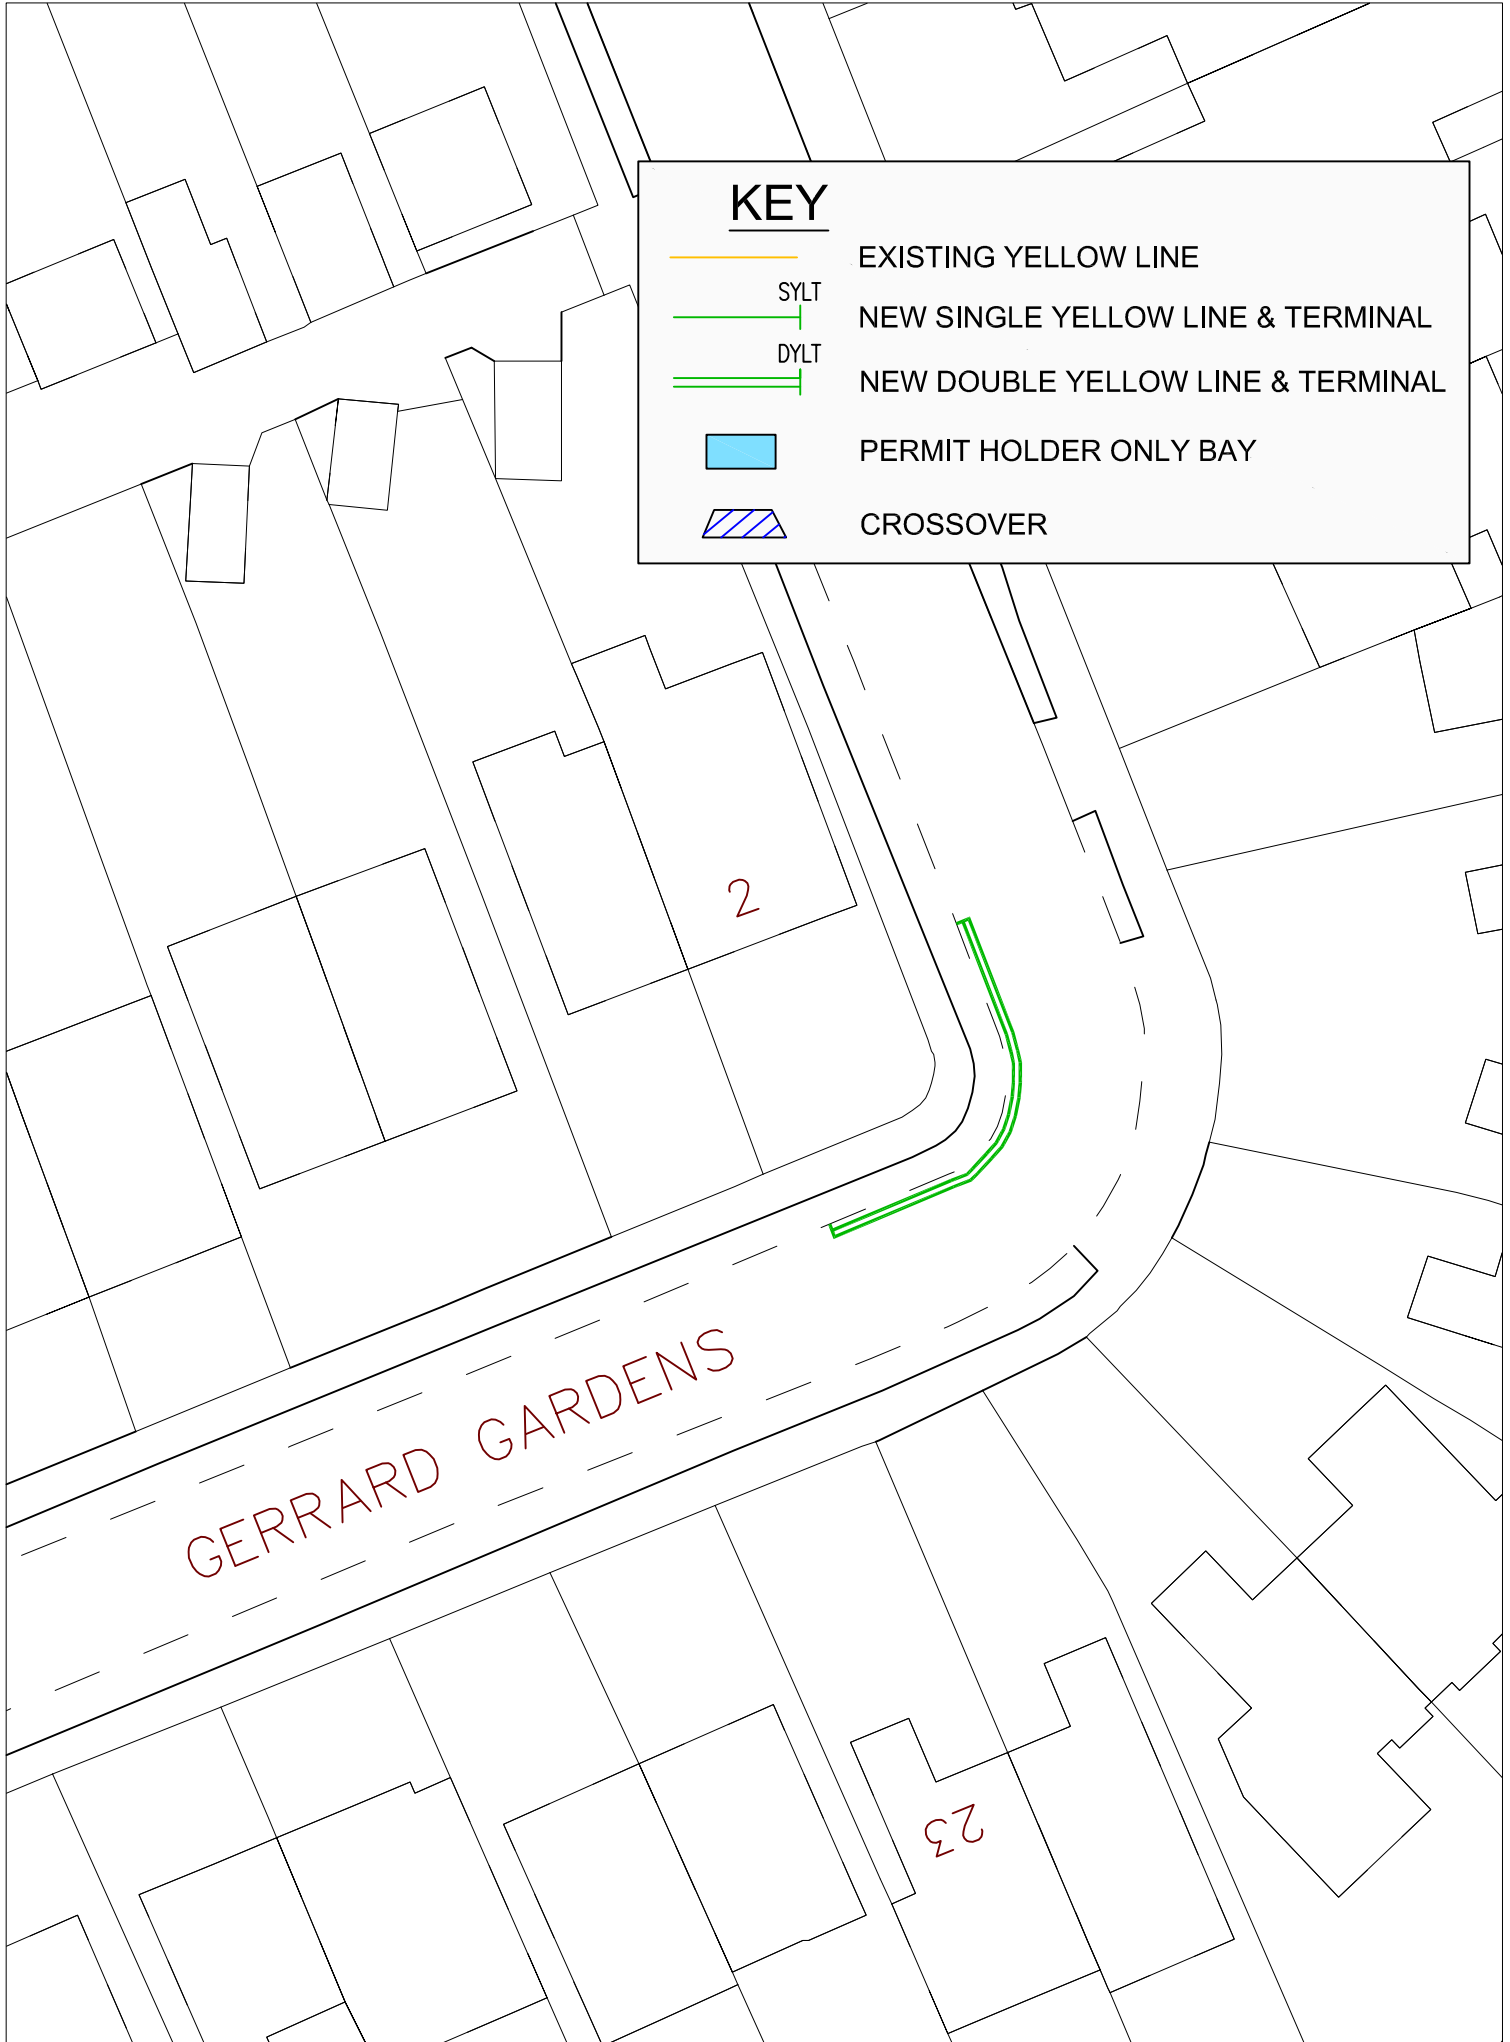 KEY
EXISTING YELLOW LINE
SYLT
NEW SINGLE YELLOW LINE & TERMINAL
DYLT
NEW DOUBLE YELLOW LINE & TERMINAL
PERMIT HOLDER ONLY BAY
CROSSOVER
2
GERRARD GARDENS
23